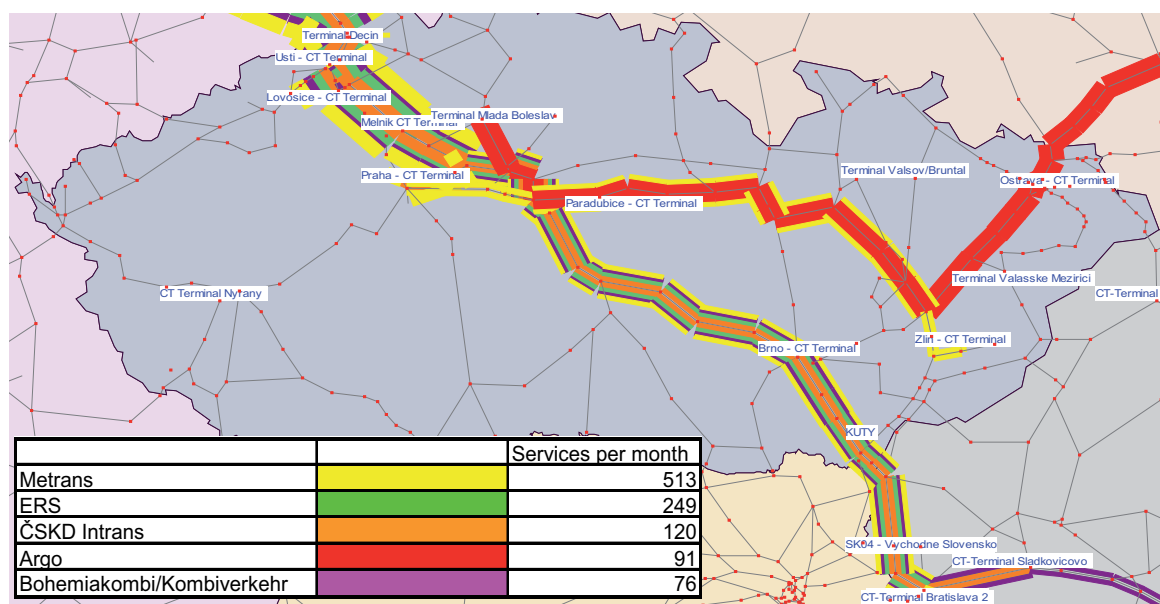 Terminal Decin
Usti - CT Terminal
Lovosice - CT Terminal
Terminal Mlada Boleslav
Melnik CT Terminal
Praha - CT Terminal
Terminal Valsov/Bruntal
Ostrava - CT Terminal
Paradubice - CT Terminal
Terminal Valasske Mezirici
CT Terminal Nyrany
CT-Terminal
Zlin - CT Terminal
Brno - CT Terminal
KUTY
Services per month
Metrans 513
ERS 249
ČSKD Intrans 120
Argo 91
Bohemiakombi/Kombiverkehr 76
SK04 - Vychodne Slovensko
CT-Terminal Sladkovicovo
CT-Terminal Bratislava 2